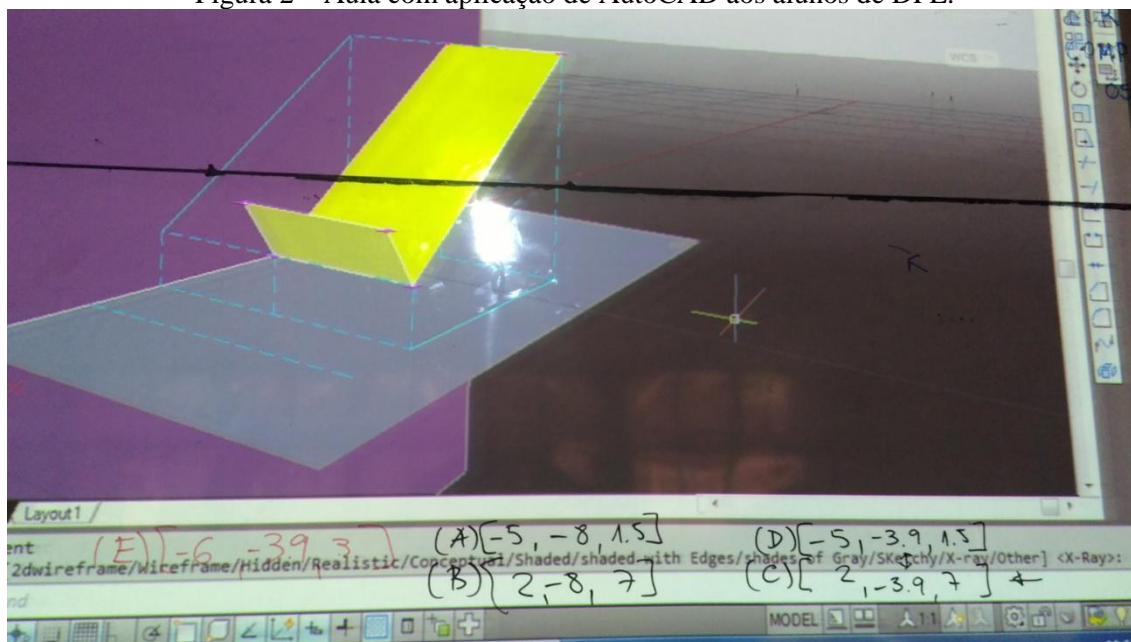 Figura 2 – Aula com aplicação de AutoCAD aos alunos de DPE.
WCS
Layout1
ent
(E)[-6, -39, 3]
(A)[-5, -8, 1.5]
(D)[-5, -3.9, 1.5]
2dwireframe/Wireframe/Hidden/Realistic/Conceptual/Shaded/shaded with Edges/shades of Gray/SKetchy/X-ray/Other] <X-Ray>:
(B)[2, -8, 7]
(C)[2, -3.9, 7] ←
nd
MODEL
1:1